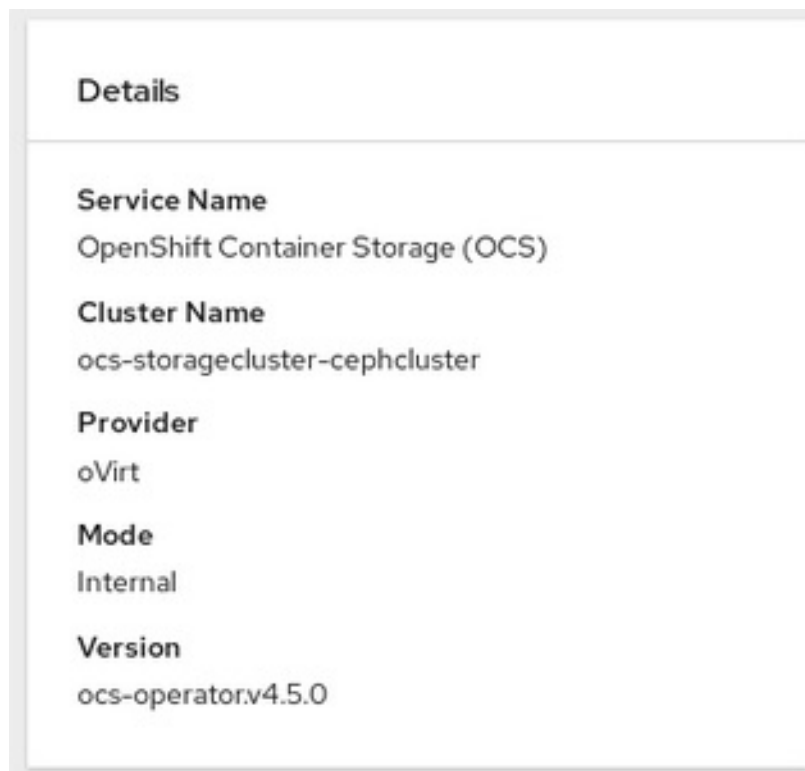 Details
Service Name
OpenShift Container Storage (OCS)
Cluster Name
ocs-storagecluster-cephcluster
Provider
oVirt
Mode
Internal
Version
ocs-operator.v4.5.0